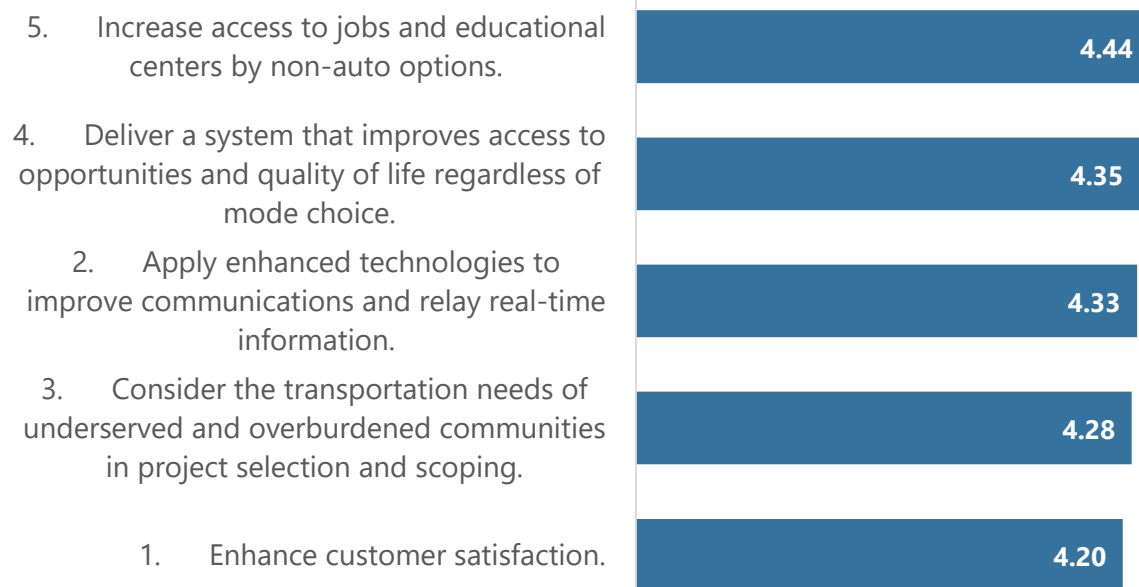 5. Increase access to jobs and educational
centers by non-auto options.
4.44
4. Deliver a system that improves access to
opportunities and quality of life regardless of
mode choice.
4.35
2. Apply enhanced technologies to
improve communications and relay real-time
information.
4.33
3. Consider the transportation needs of
underserved and overburdened communities
in project selection and scoping.
4.28
1. Enhance customer satisfaction.
4.20